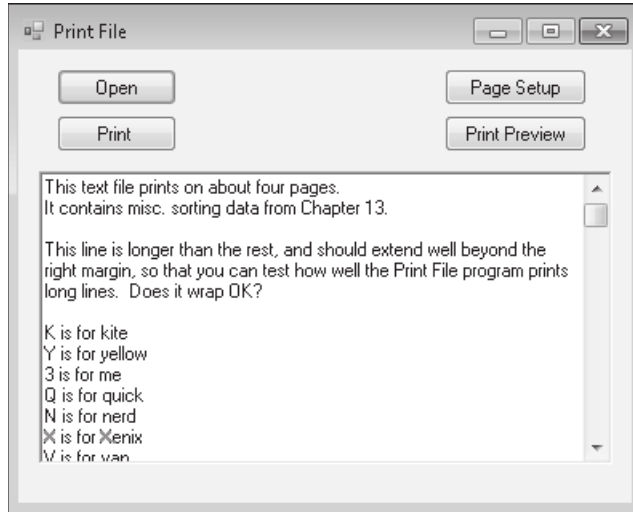 Print File
Open
Page Setup
Print
Print Preview
This text file prints on about four pages.
It contains misc. sorting data from Chapter 13.
This line is longer than the rest, and should extend well beyond the
right margin, so that you can test how well the Print File program prints
long lines.  Does it wrap OK?
K is for kite
Y is for yellow
3 is for me
Q is for quick
N is for nerd
X is for Xenix
V is for van